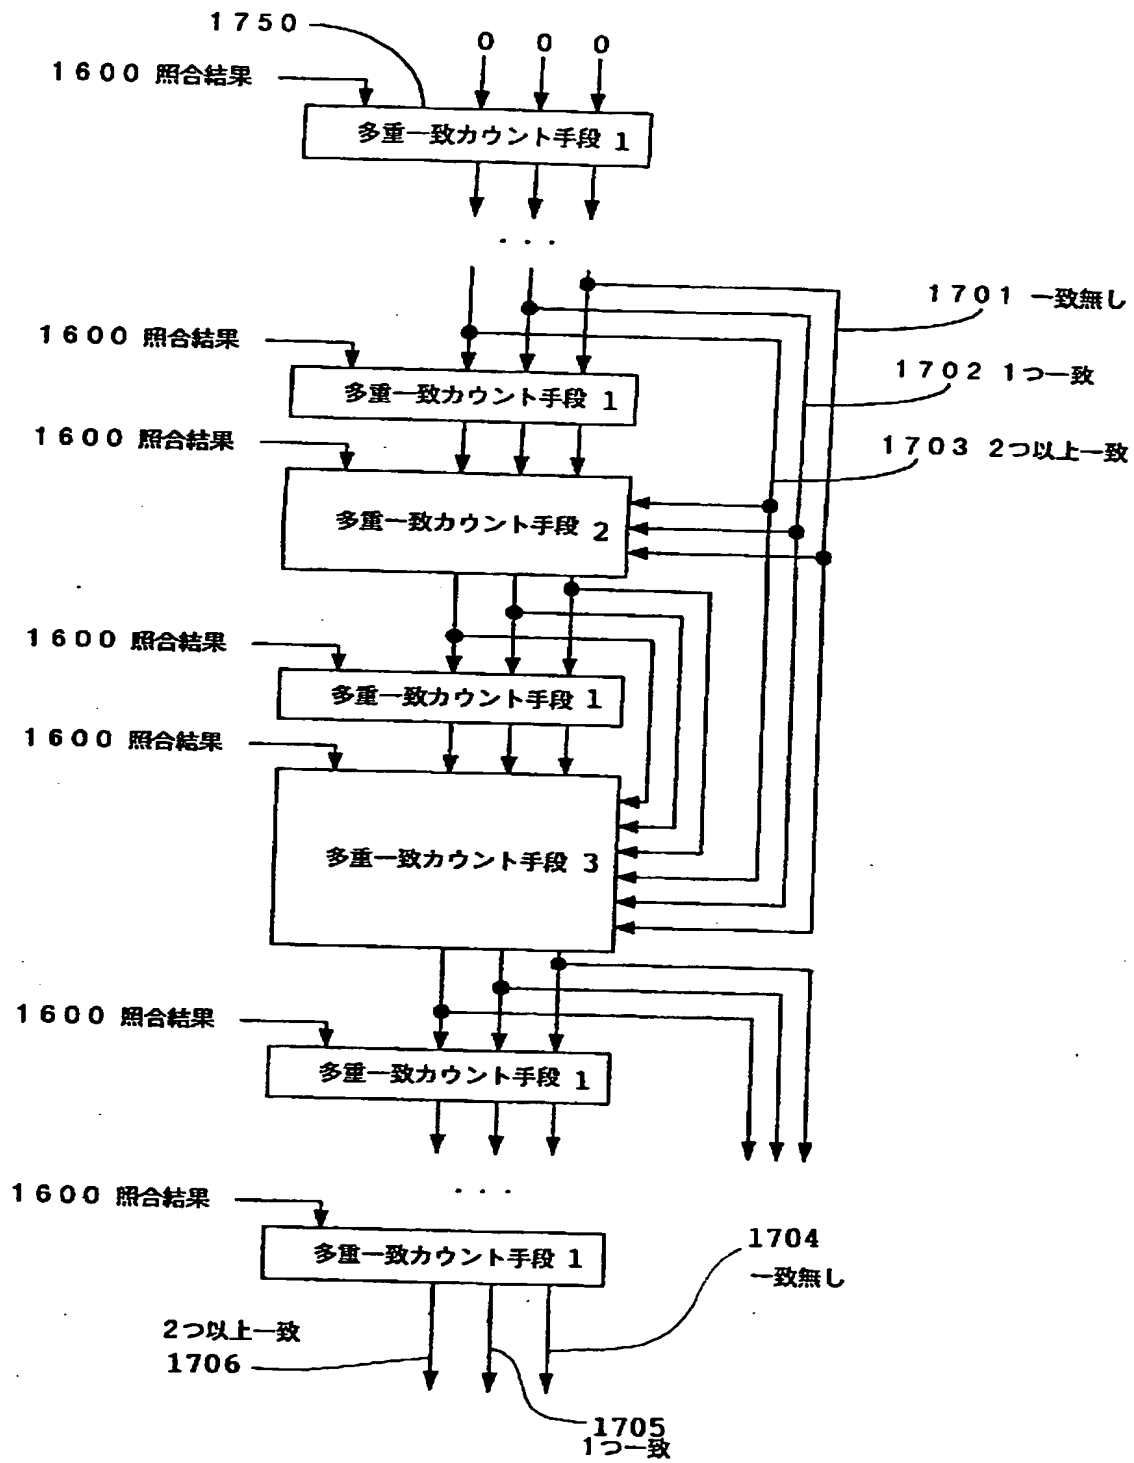 1750
0 0 0
1600 照合結果
多重一致カウント手段 1
・・・
1701 一致無し
1600 照合結果
1702 1つ一致
多重一致カウント手段 1
1600 照合結果
1703 2つ以上一致
多重一致カウント手段 2
1600 照合結果
多重一致カウント手段 1
1600 照合結果
多重一致カウント手段 3
1600 照合結果
多重一致カウント手段 1
・・・
1600 照合結果
多重一致カウント手段 1
1704
一致無し
2つ以上一致
1706
1705
1つ一致